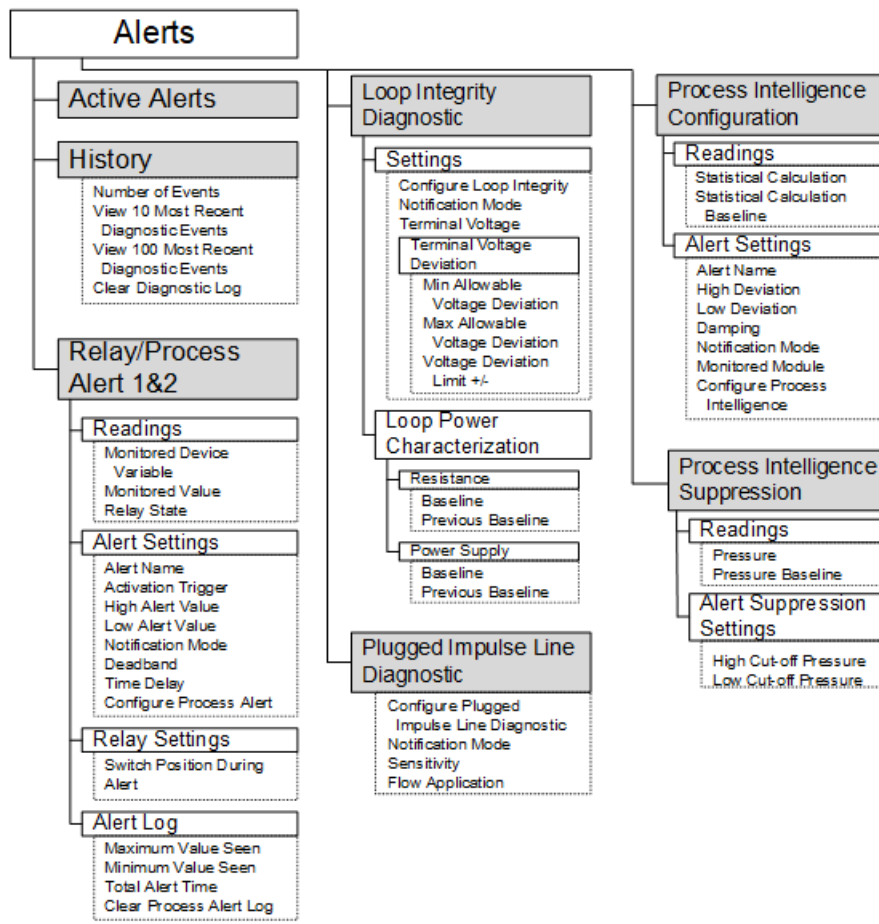 Alerts
Active Alerts
History
Number of Events
View 10 Most Recent
Diagnostic Events
View 100 Most Recent
Diagnostic Events
Clear Diagnostic Log
Relay/Process
Alert 1&2
Readings
Monitored Device
Variable
Monitored Value
Relay State
Alert Settings
Alert Name
Activation Trigger
High Alert Value
Low Alert Value
Notification Mode
Deadband
Time Delay
Configure Process Alert
Relay Settings
Switch Position During
Alert
Alert Log
Maximum Value Seen
Minimum Value Seen
Total Alert Time
Clear Process Alert Log
Loop Integrity
Diagnostic
Settings
Configure Loop Integrity
Notification Mode
Terminal Voltage
Terminal Voltage
Deviation
Min Allowable
Voltage Deviation
Max Allowable
Voltage Deviation
Voltage Deviation
Limit +/-
Loop Power
Characterization
Resistance
Baseline
Previous Baseline
Power Supply
Baseline
Previous Baseline
Plugged Impulse Line
Diagnostic
Configure Plugged
Impulse Line Diagnostic
Notification Mode
Sensitivity
Flow Application
Process Intelligence
Configuration
Readings
Statistical Calculation
Statistical Calculation
Baseline
Alert Settings
Alert Name
High Deviation
Low Deviation
Damping
Notification Mode
Monitored Module
Configure Process
Intelligence
Process Intelligence
Suppression
Readings
Pressure
Pressure Baseline
Alert Suppression
Settings
High Cut-off Pressure
Low Cut-off Pressure